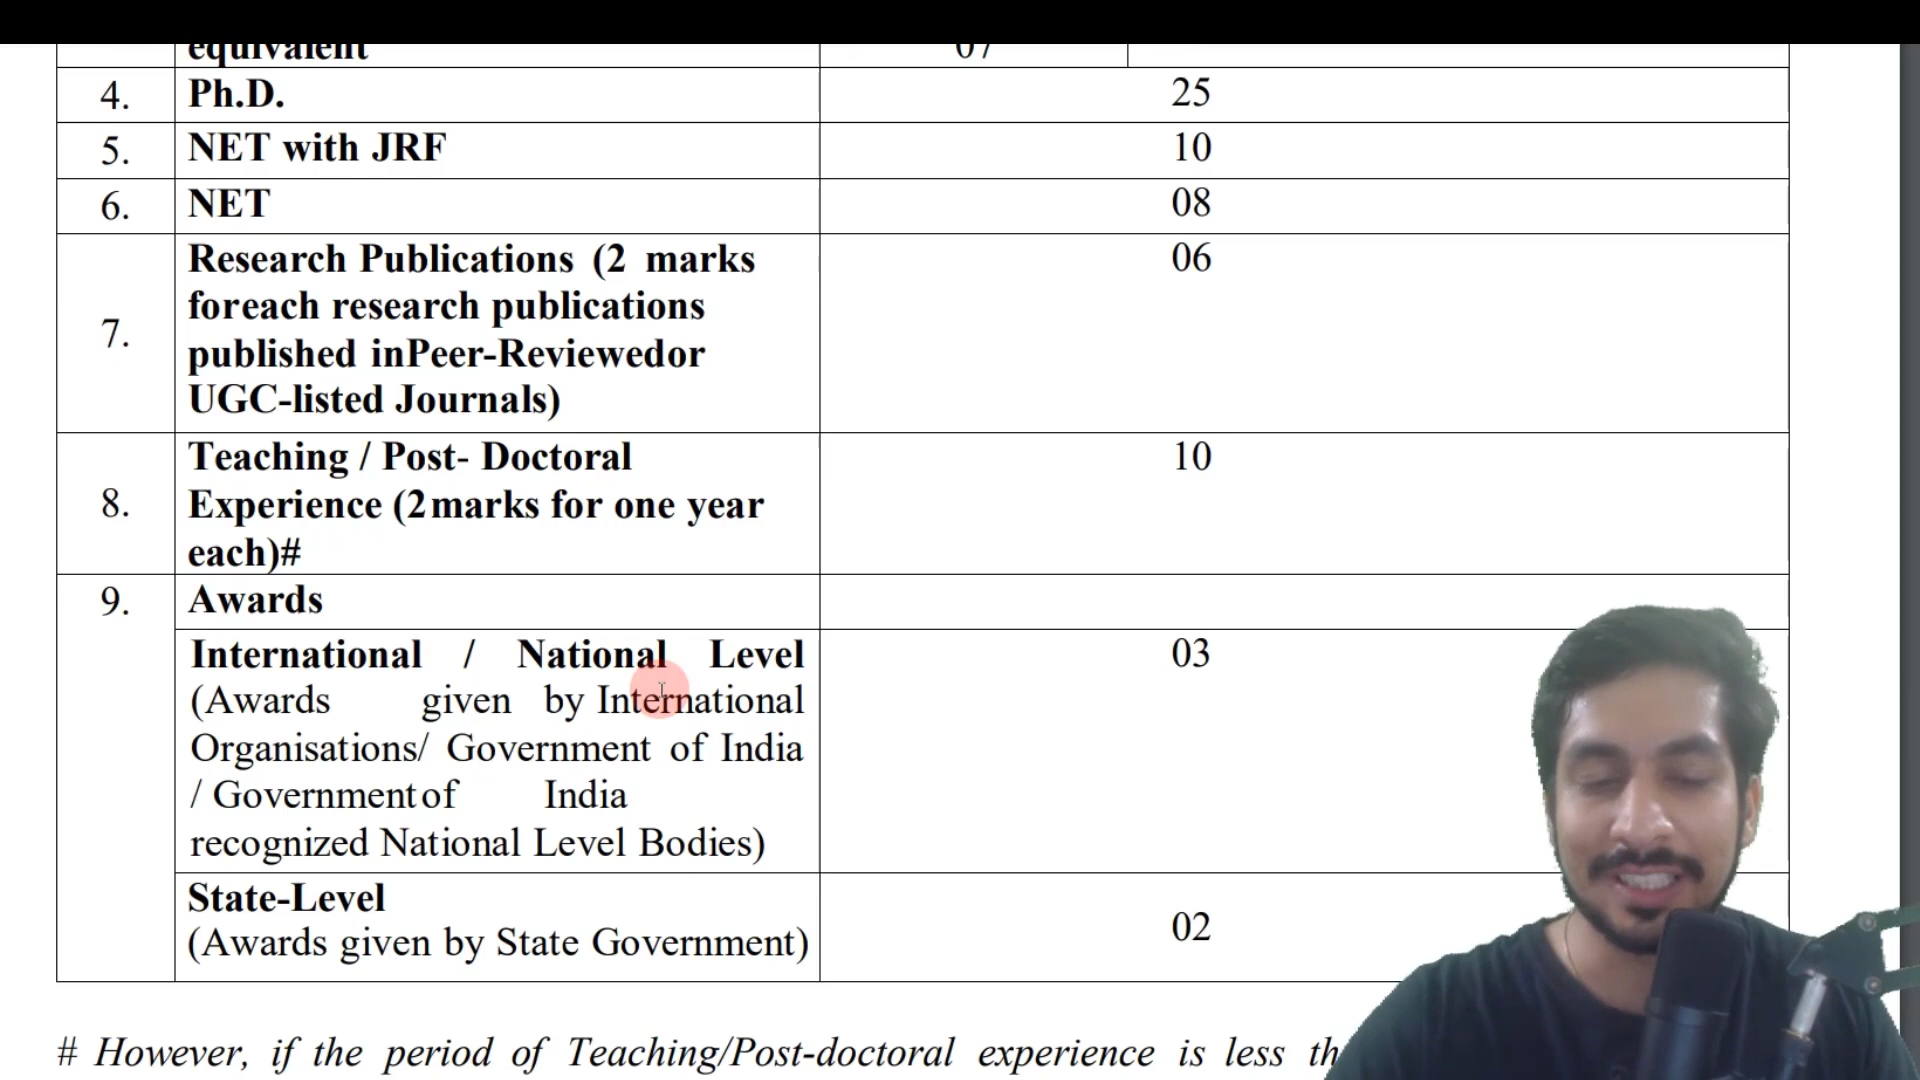 equivalent 07
4. Ph.D. 25
5. NET with JRF 10
6. NET 08
Research Publications (2 marks 06
foreach research publications
7.
published inPeer-Reviewedor
UGC-listed Journals)
Teaching / Post- Doctoral 10
8. Experience (2marks for one year
each)#
9. Awards
International / National Level 03
(Awards given by International
Organisations/ Government of India
/ Governmentof India
recognized National Level Bodies)
State-Level
02
(Awards given by State Government)
# However, if the period of Teaching/Post-doctoral experience is less